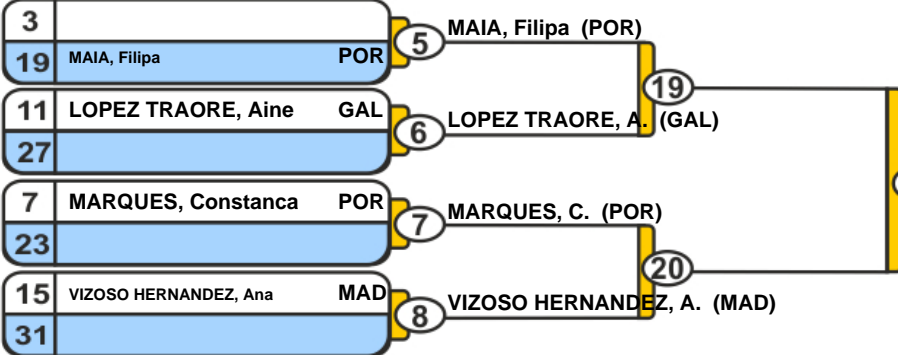 3
19 MAIA, Filipa POR
5 MAIA, Filipa (POR)
19
11 LOPEZ TRAORE, Aine GAL
27
6 LOPEZ TRAORE, A. (GAL)
7 MARQUES, Constanca POR
23
7 MARQUES, C. (POR)
20
15 VIZOSO HERNANDEZ, Ana MAD
31
8 VIZOSO HERNANDEZ, A. (MAD)